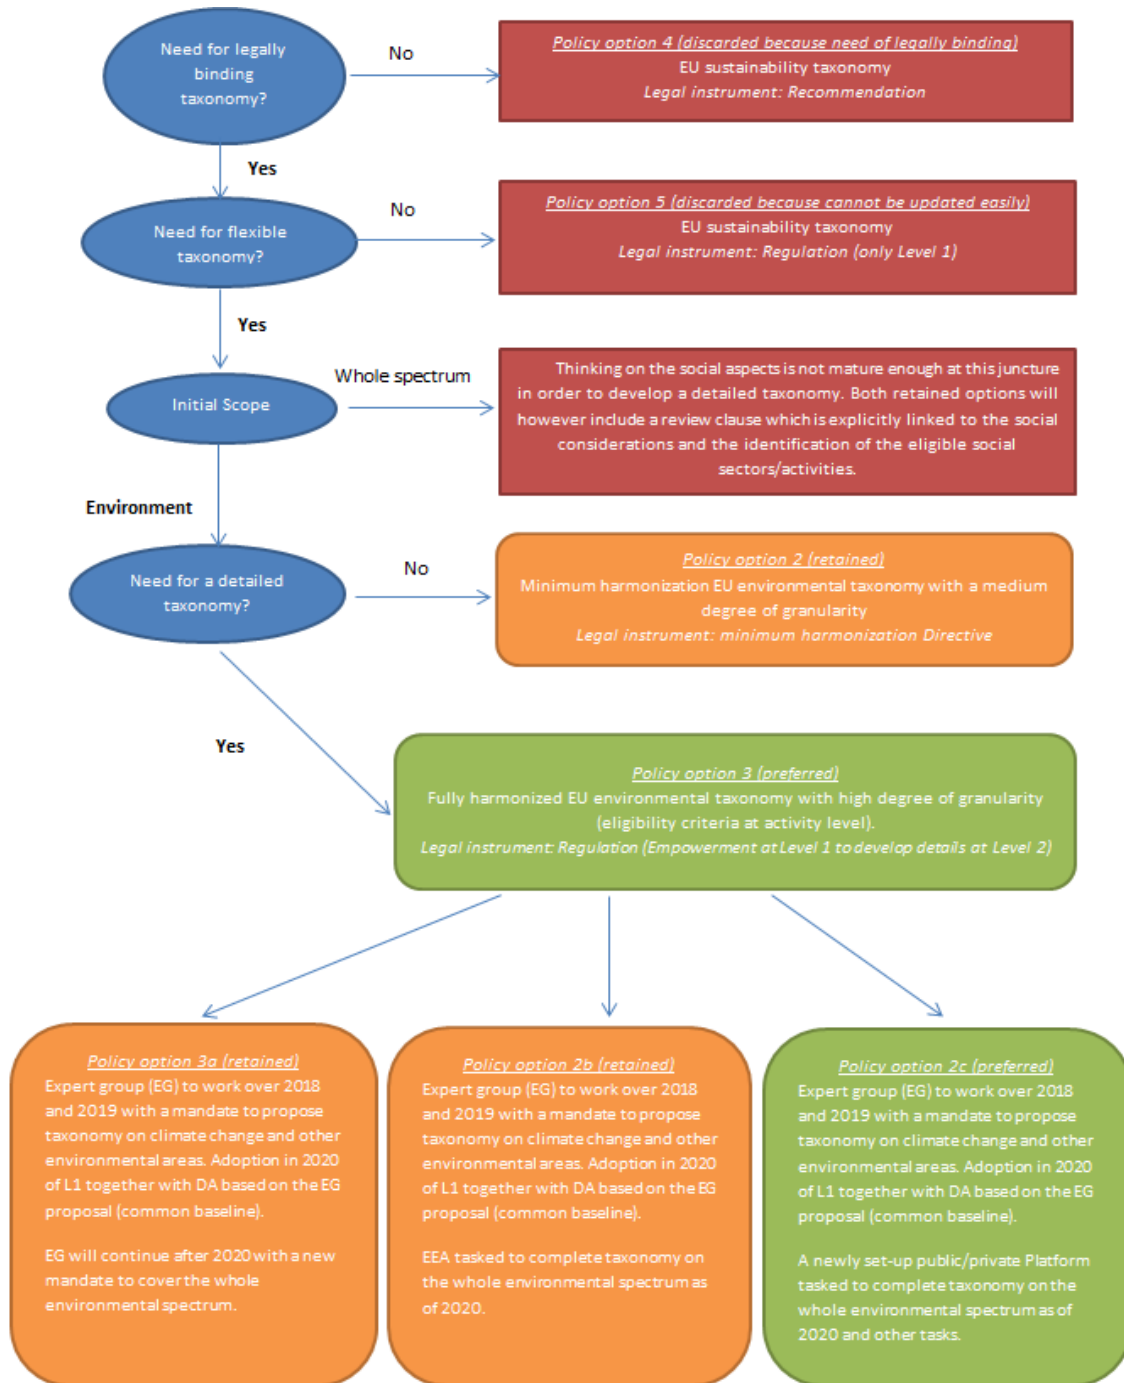 Need for legally
binding
taxonomy?
No
Policy option 4 (discarded because need of legally binding)
EU sustainability taxonomy
Legal instrument: Recommendation
Yes
Need for flexible
taxonomy?
No
Policy option 5 (discarded because cannot be updated easily)
EU sustainability taxonomy
Legal instrument: Regulation (only Level 1)
Yes
Initial Scope
Whole spectrum
Thinking on the social aspects is not mature enough at this juncture
in order to develop a detailed taxonomy. Both retained options will
however include a review clause which is explicitly linked to the social
considerations and the identification of the eligible social
sectors/activities.
Environment
Need for a detailed
taxonomy?
No
Policy option 2 (retained)
Minimum harmonization EU environmental taxonomy with a medium
degree of granularity
Legal instrument: minimum harmonization Directive
Yes
Policy option 3 (preferred)
Fully harmonized EU environmental taxonomy with high degree of granularity
(eligibility criteria at activity level).
Legal instrument: Regulation (Empowerment at Level 1 to develop details at Level 2)
Policy option 3a (retained)
Expert group (EG) to work over 2018
and 2019 with a mandate to propose
taxonomy on climate change and other
environmental areas. Adoption in 2020
of L1 together with DA based on the EG
proposal (common baseline).
EG will continue after 2020 with a new
mandate to cover the whole
environmental spectrum.
Policy option 2b (retained)
Expert group (EG) to work over 2018
and 2019 with a mandate to propose
taxonomy on climate change and other
environmental areas. Adoption in 2020
of L1 together with DA based on the EG
proposal (common baseline).
EEA tasked to complete taxonomy on
the whole environmental spectrum as
of 2020.
Policy option 2c (preferred)
Expert group (EG) to work over 2018
and 2019 with a mandate to propose
taxonomy on climate change and other
environmental areas. Adoption in 2020
of L1 together with DA based on the EG
proposal (common baseline).
A newly set-up public/private Platform
tasked to complete taxonomy on the
whole environmental spectrum as of
2020 and other tasks.